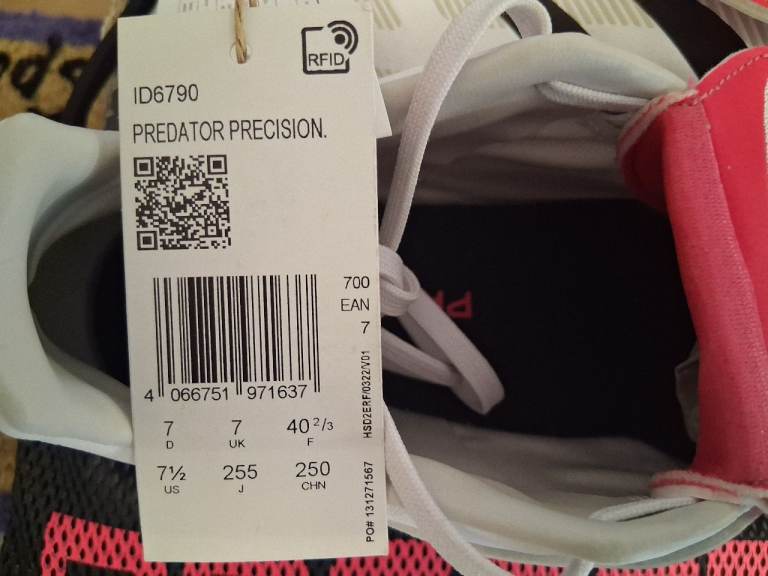 RFID
ID6790
PREDATOR PRECISION.
700
EAN
7
4 066751 971637
7 7 40 2/3
D UK F
7½ 255 250
US J CHN
HSD2ERF/0322/V01
PO# 131271567